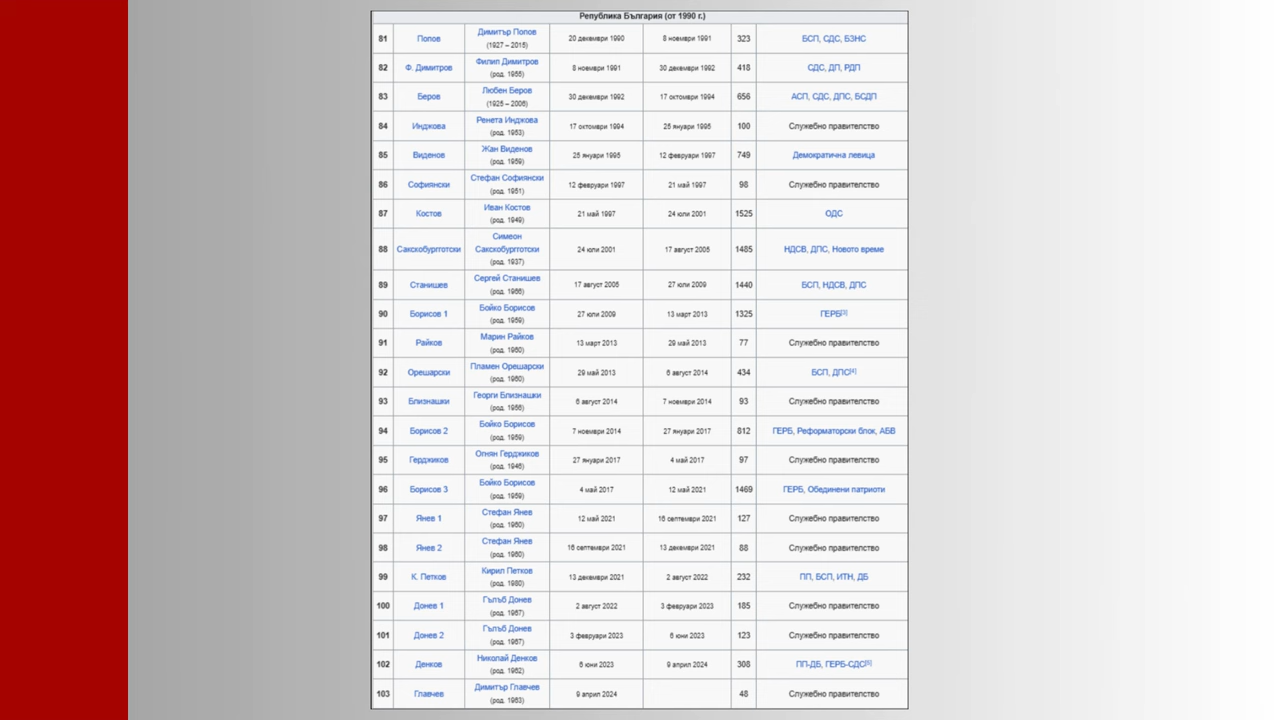 Република България (от 1990 г.)
81 Попов Димитър Попов (1927 – 2015) 20 декември 1990 8 ноември 1991 323 БСП, СДС, БЗНС
82 Ф. Димитров Филип Димитров (род. 1955) 8 ноември 1991 30 декември 1992 418 СДС, ДП, РДП
83 Беров Любен Беров (1925 – 2006) 30 декември 1992 17 октомври 1994 656 АСП, СДС, ДПС, БСДП
84 Инджова Ренета Инджова (род. 1953) 17 октомври 1994 25 януари 1995 100 Служебно правителство
85 Виденов Жан Виденов (род. 1959) 25 януари 1995 12 февруари 1997 749 Демократична левица
86 Софиянски Стефан Софиянски (род. 1951) 12 февруари 1997 21 май 1997 98 Служебно правителство
87 Костов Иван Костов (род. 1949) 21 май 1997 24 юли 2001 1525 ОДС
88 Сакскобургготски Симеон Сакскобургготски (род. 1937) 24 юли 2001 17 август 2005 1485 НДСВ, ДПС, Новото време
89 Станишев Сергей Станишев (род. 1966) 17 август 2005 27 юли 2009 1440 БСП, НДСВ, ДПС
90 Борисов 1 Бойко Борисов (род. 1959) 27 юли 2009 13 март 2013 1325 ГЕРБ[3]
91 Райков Марин Райков (род. 1960) 13 март 2013 29 май 2013 77 Служебно правителство
92 Орешарски Пламен Орешарски (род. 1960) 29 май 2013 6 август 2014 434 БСП, ДПС[4]
93 Близнашки Георги Близнашки (род. 1956) 6 август 2014 7 ноември 2014 93 Служебно правителство
94 Борисов 2 Бойко Борисов (род. 1959) 7 ноември 2014 27 януари 2017 812 ГЕРБ, Реформаторски блок, АБВ
95 Герджиков Огнян Герджиков (род. 1946) 27 януари 2017 4 май 2017 97 Служебно правителство
96 Борисов 3 Бойко Борисов (род. 1959) 4 май 2017 12 май 2021 1469 ГЕРБ, Обединени патриоти
97 Янев 1 Стефан Янев (род. 1960) 12 май 2021 16 септември 2021 127 Служебно правителство
98 Янев 2 Стефан Янев (род. 1960) 16 септември 2021 13 декември 2021 88 Служебно правителство
99 К. Петков Кирил Петков (род. 1980) 13 декември 2021 2 август 2022 232 ПП, БСП, ИТН, ДБ
100 Донев 1 Гълъб Донев (род. 1967) 2 август 2022 3 февруари 2023 185 Служебно правителство
101 Донев 2 Гълъб Донев (род. 1967) 3 февруари 2023 6 юни 2023 123 Служебно правителство
102 Денков Николай Денков (род. 1962) 6 юни 2023 9 април 2024 308 ПП-ДБ, ГЕРБ-СДС[5]
103 Главчев Димитър Главчев (род. 1963) 9 април 2024 48 Служебно правителство